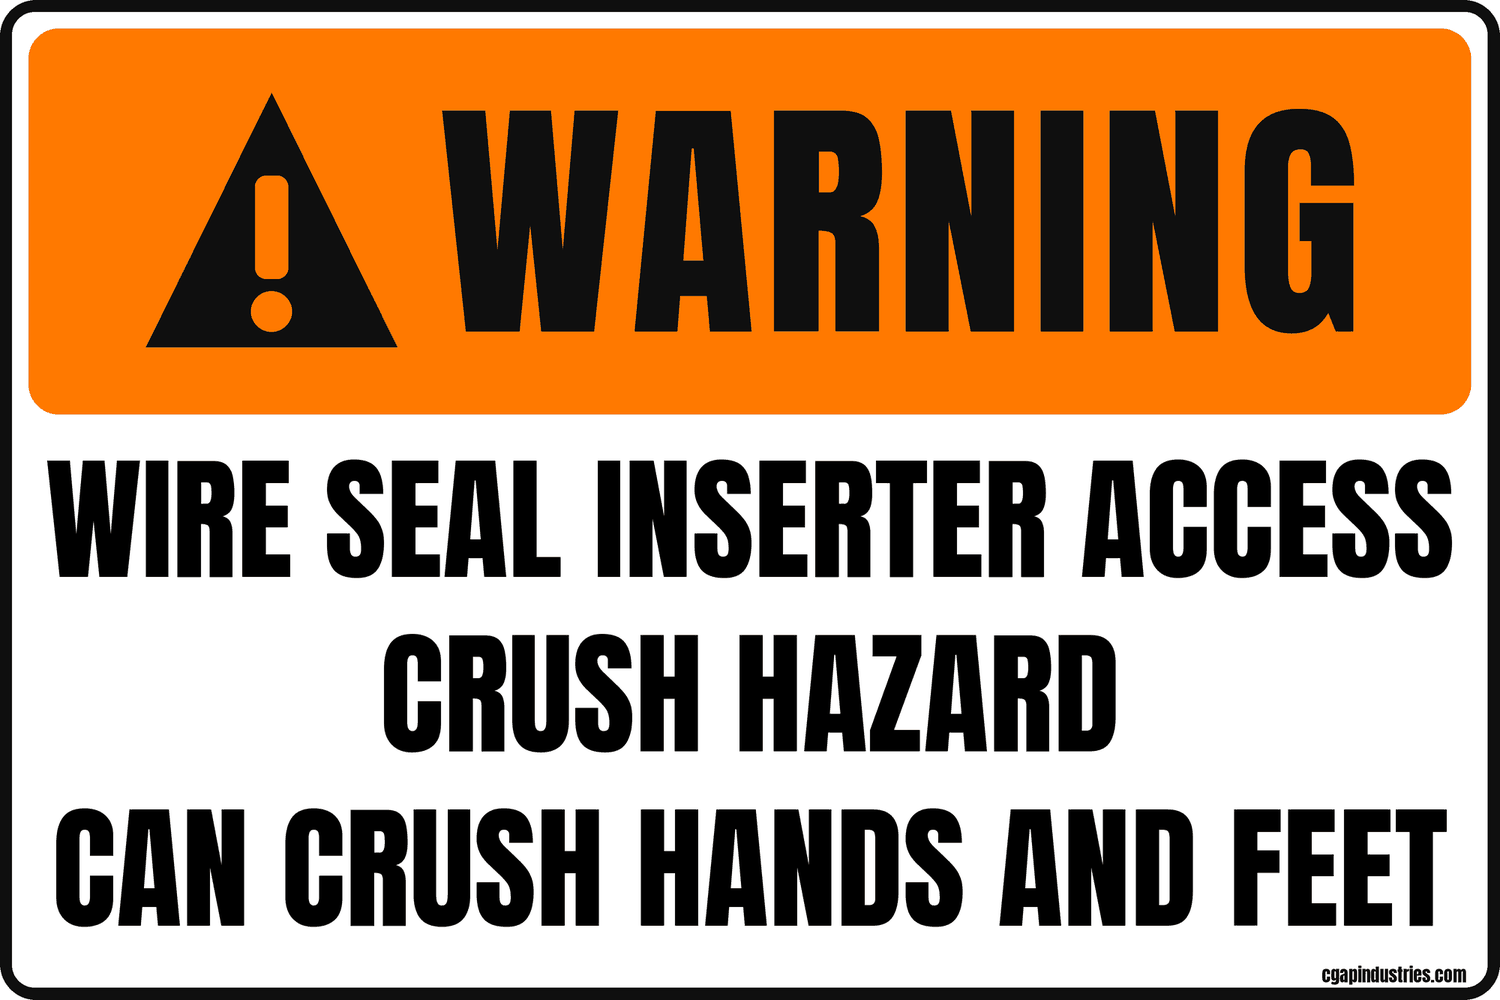 WARNING
WIRE SEAL INSERTER ACCESS
CRUSH HAZARD
CAN CRUSH HANDS AND FEET
cgapindustries.com